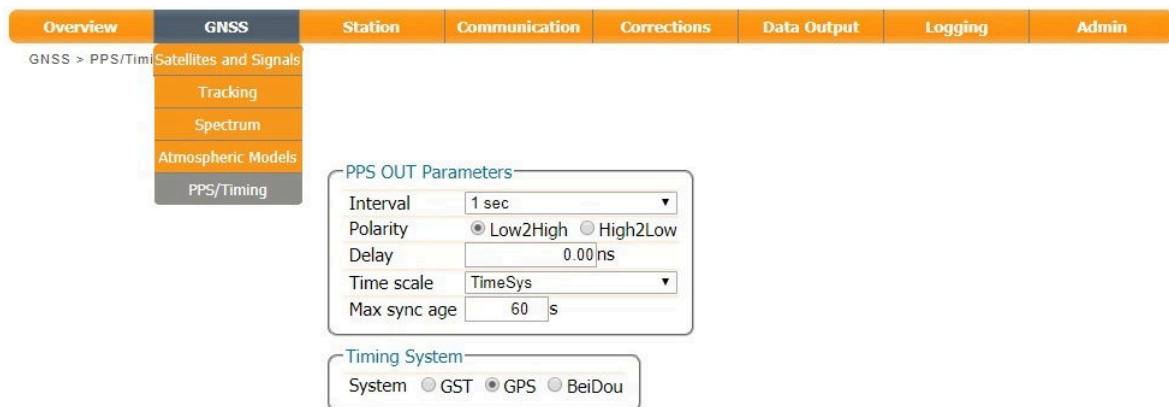 Overview GNSS Station Communication Corrections Data Output Logging Admin
GNSS > PPS/Timi
Satellites and Signals
Tracking
Spectrum
Atmospheric Models
PPS/Timing
PPS OUT Parameters
Interval 1 sec
Polarity Low2High High2Low
Delay 0.00 ns
Time scale TimeSys
Max sync age 60 s
Timing System
System GST GPS BeiDou